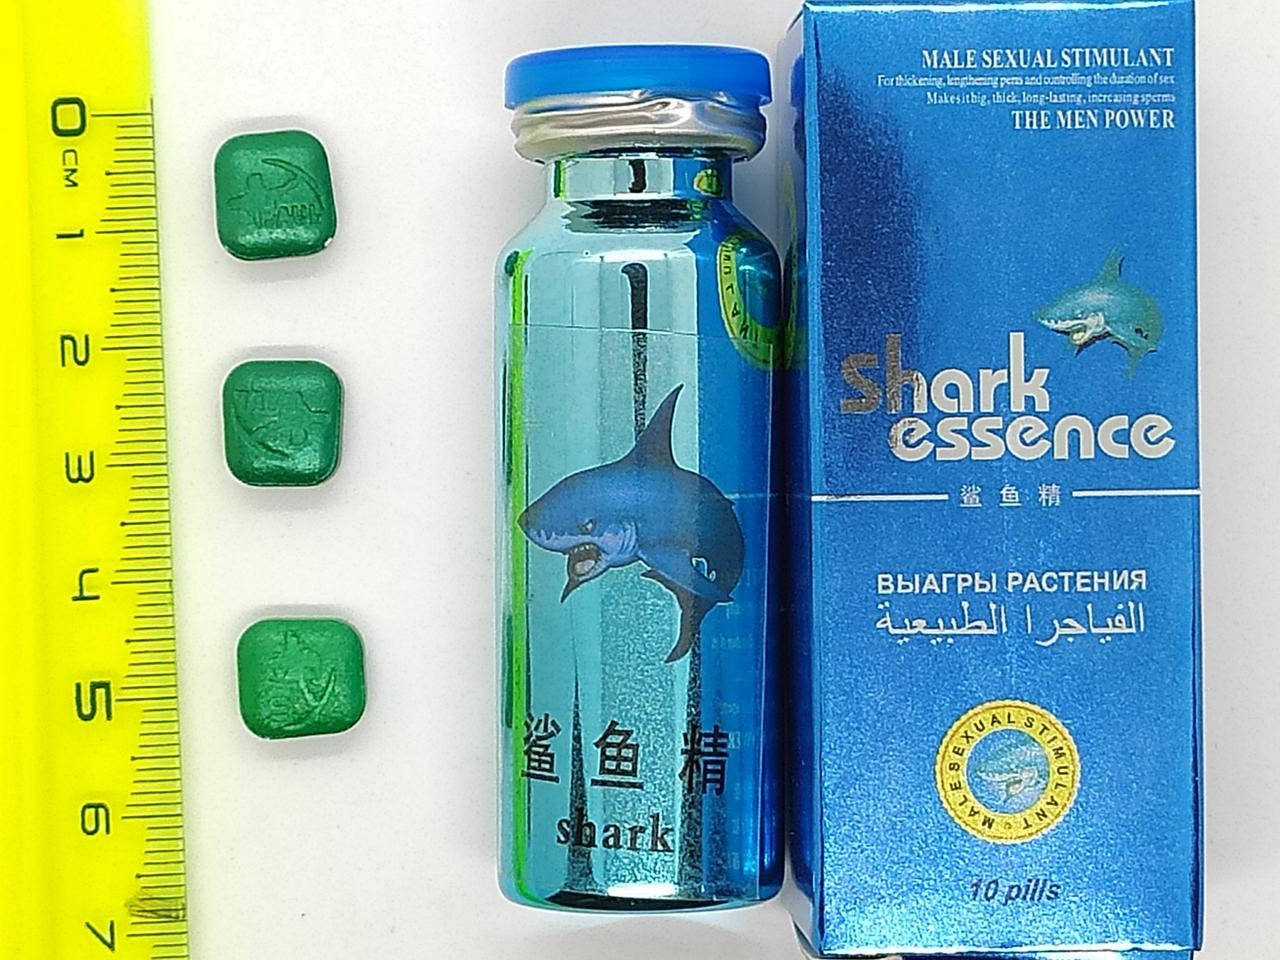 0
CM
1
2
3
4
5
6
7
鲨鱼精
shark
MALE SEXUAL STIMULANT
For thickening, lengthening penis and controlling the duration of sex
Makes it big, thick, long-lasting, increasing sperms
THE MEN POWER
shark
essence
鲨鱼精
ВЫАГРЫ РАСТЕНИЯ
الفياجرا الطبيعية
MALE SEXUAL STIMULANT
10 pills